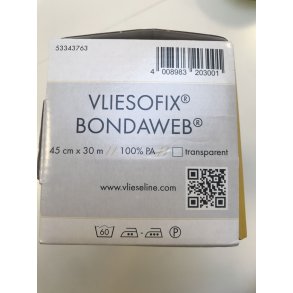 53343763
4 008983 203001
VLIESOFIX®
BONDAWEB®
45 cm x 30 m // 100% PA // transparent
www.vlieseline.com
60 P